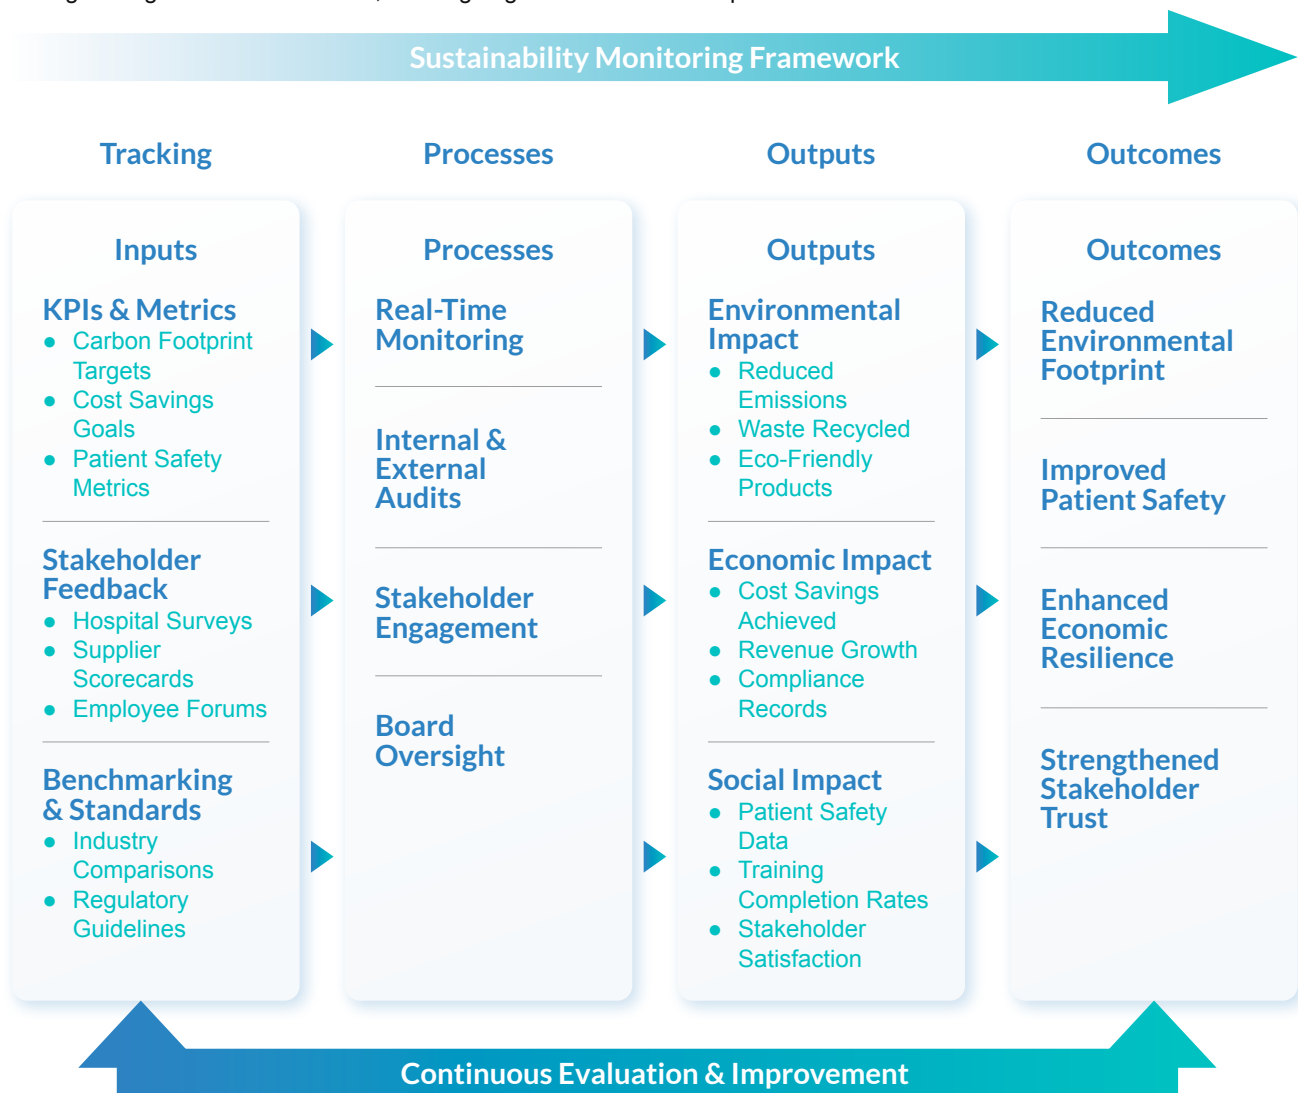 Sustainability Monitoring Framework
Tracking
Processes
Outputs
Outcomes
Inputs
KPIs & Metrics
● Carbon Footprint
Targets
● Cost Savings
Goals
● Patient Safety
Metrics
Stakeholder
Feedback
● Hospital Surveys
● Supplier
Scorecards
● Employee Forums
Benchmarking
& Standards
● Industry
Comparisons
● Regulatory
Guidelines
Processes
Real-Time
Monitoring
Internal &
External
Audits
Stakeholder
Engagement
Board
Oversight
Outputs
Environmental
Impact
● Reduced
Emissions
● Waste Recycled
● Eco-Friendly
Products
Economic Impact
● Cost Savings
Achieved
● Revenue Growth
● Compliance
Records
Social Impact
● Patient Safety
Data
● Training
Completion Rates
● Stakeholder
Satisfaction
Outcomes
Reduced
Environmental
Footprint
Improved
Patient Safety
Enhanced
Economic
Resilience
Strengthened
Stakeholder
Trust
Continuous Evaluation & Improvement